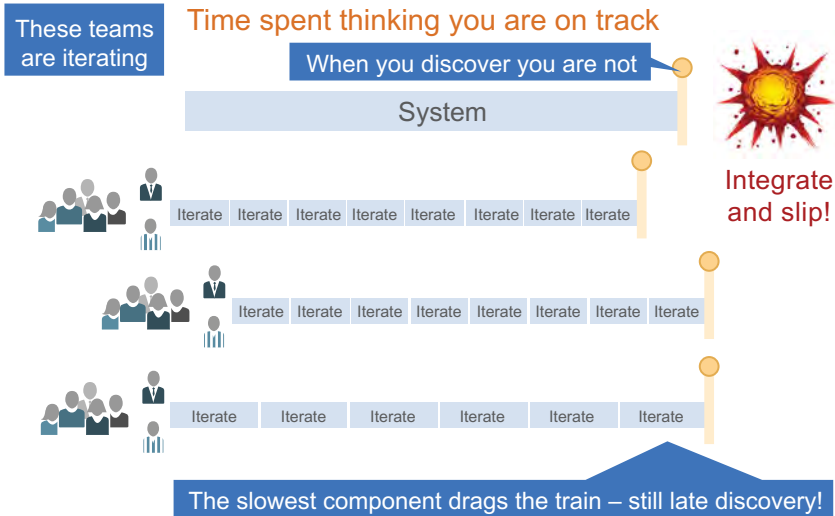 These teams
are iterating
Time spent thinking you are on track
When you discover you are not
System
Integrate
and slip!
Iterate Iterate Iterate Iterate Iterate Iterate Iterate Iterate
Iterate Iterate Iterate Iterate Iterate Iterate Iterate Iterate
Iterate Iterate Iterate Iterate Iterate Iterate
The slowest component drags the train – still late discovery!